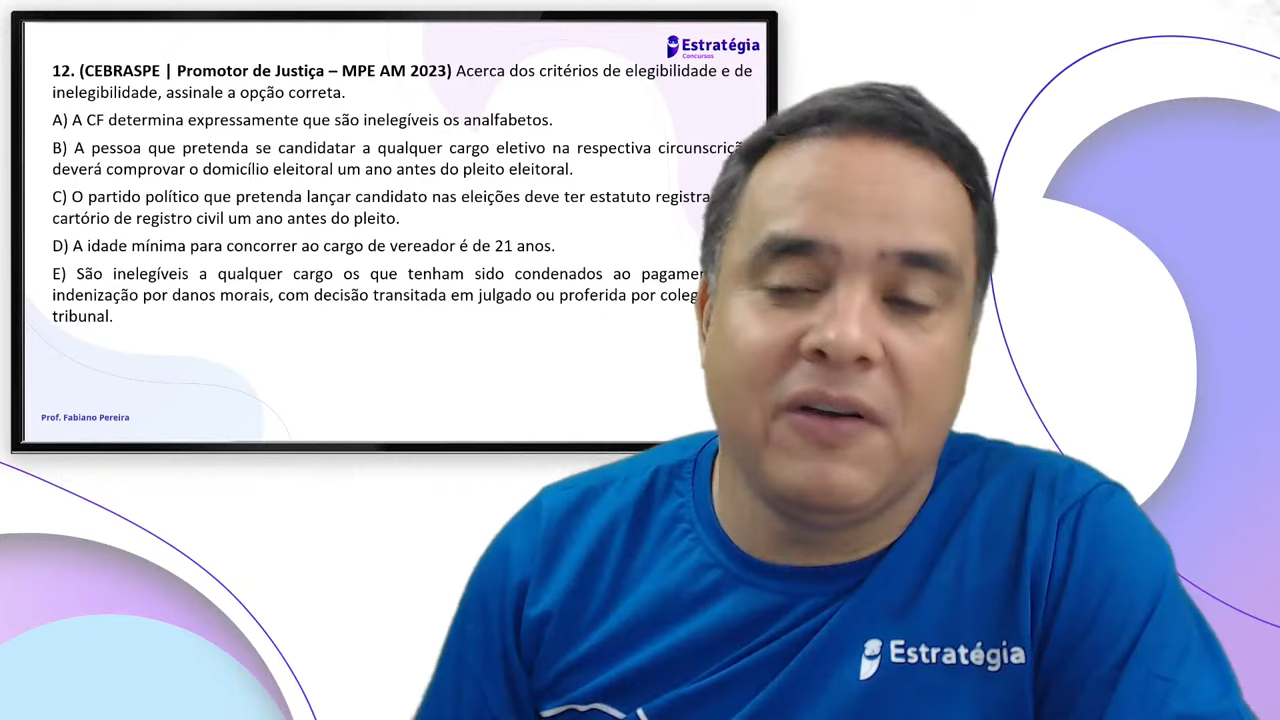 Estratégia
Concursos
12. (CEBRASPE | Promotor de Justiça – MPE AM 2023) Acerca dos critérios de elegibilidade e de
inelegibilidade, assinale a opção correta.
A) A CF determina expressamente que são inelegíveis os analfabetos.
B) A pessoa que pretenda se candidatar a qualquer cargo eletivo na respectiva
deverá comprovar o domicílio eleitoral um ano antes do pleito eleitoral.
C) O partido político que pretenda lançar candidato nas eleições deve ter estatuto
cartório de registro civil um ano antes do pleito.
D) A idade mínima para concorrer ao cargo de vereador é de 21 anos.
E) São inelegíveis a qualquer cargo os que tenham sido condenados ao
indenização por danos morais, com decisão transitada em julgado ou proferida por
tribunal.
Prof. Fabiano Pereira
Estratégia